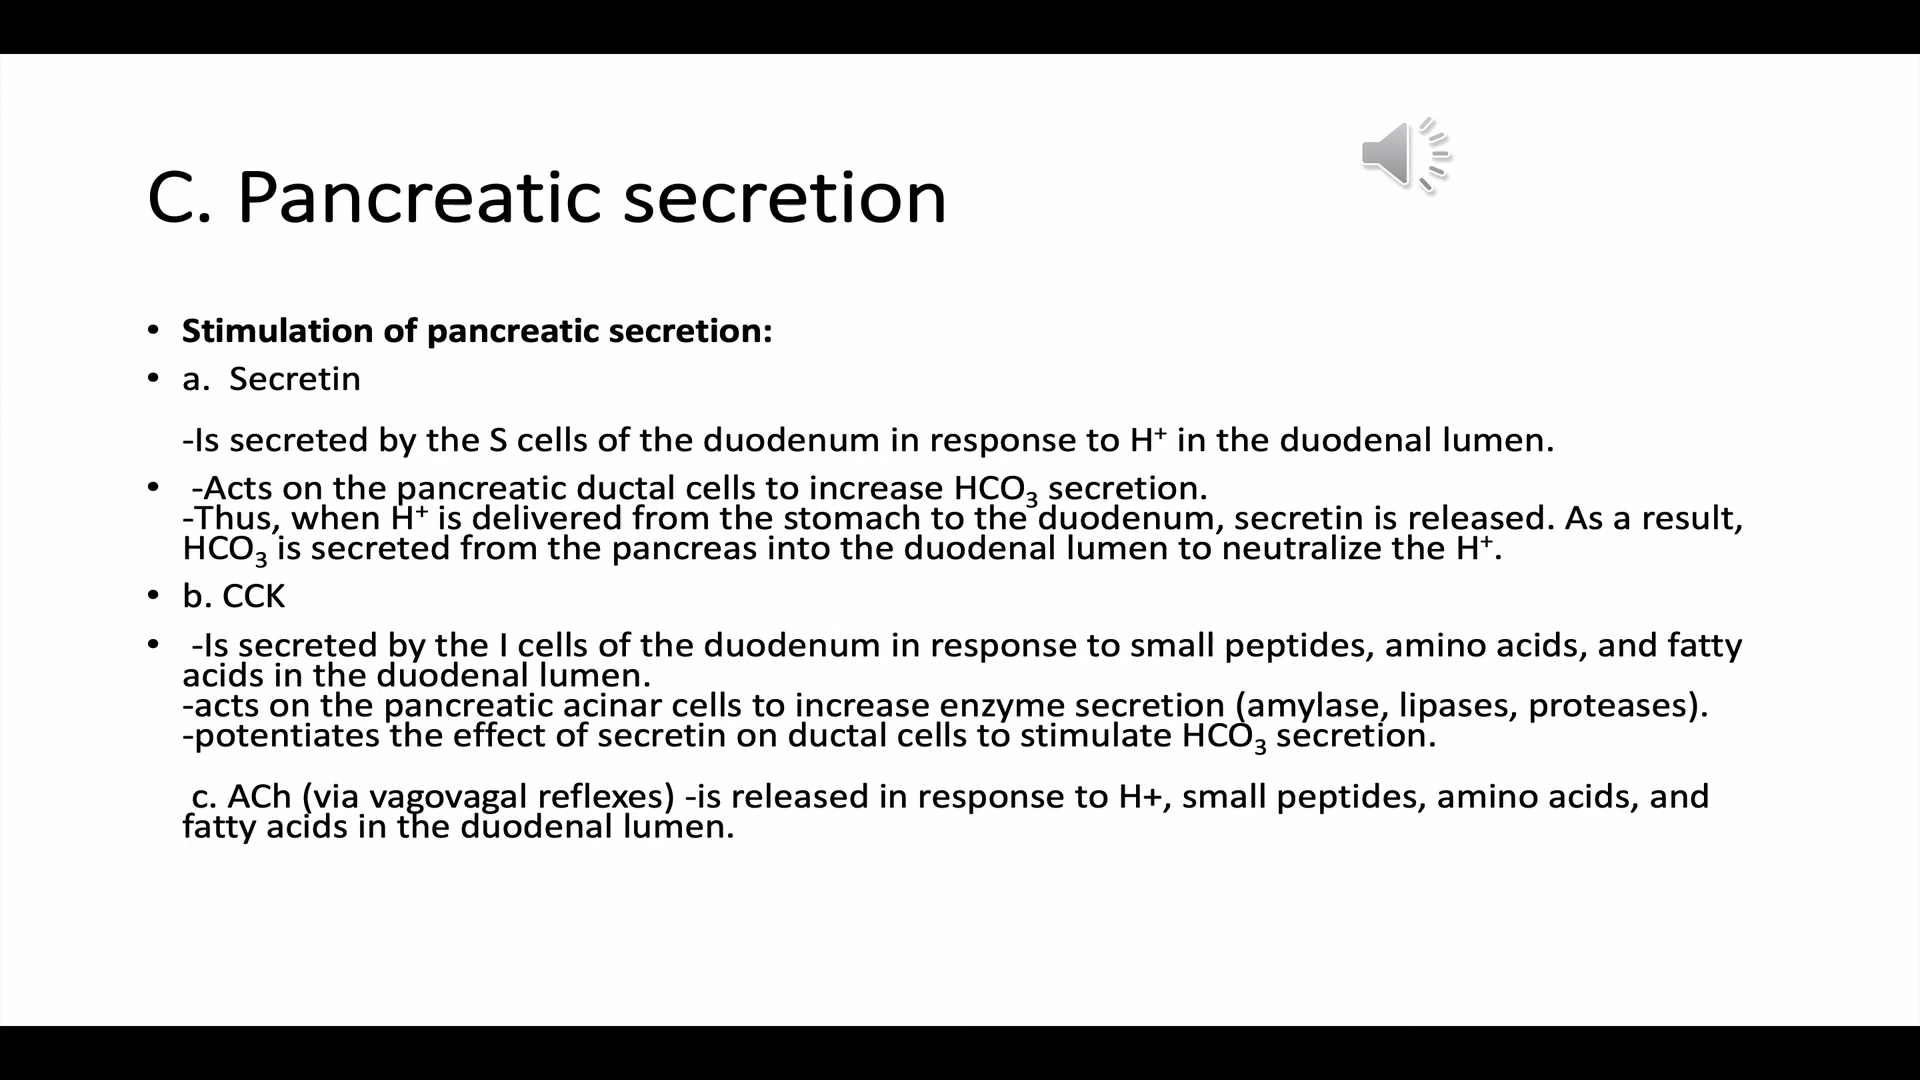 C. Pancreatic secretion
• Stimulation of pancreatic secretion:
• a. Secretin
-Is secreted by the S cells of the duodenum in response to H⁺ in the duodenal lumen.
• -Acts on the pancreatic ductal cells to increase HCO₃ secretion.
-Thus, when H⁺ is delivered from the stomach to the duodenum, secretin is released. As a result,
HCO₃ is secreted from the pancreas into the duodenal lumen to neutralize the H⁺.
• b. CCK
• -Is secreted by the I cells of the duodenum in response to small peptides, amino acids, and fatty
acids in the duodenal lumen.
-acts on the pancreatic acinar cells to increase enzyme secretion (amylase, lipases, proteases).
-potentiates the effect of secretin on ductal cells to stimulate HCO₃ secretion.
c. ACh (via vagovagal reflexes) -is released in response to H+, small peptides, amino acids, and
fatty acids in the duodenal lumen.